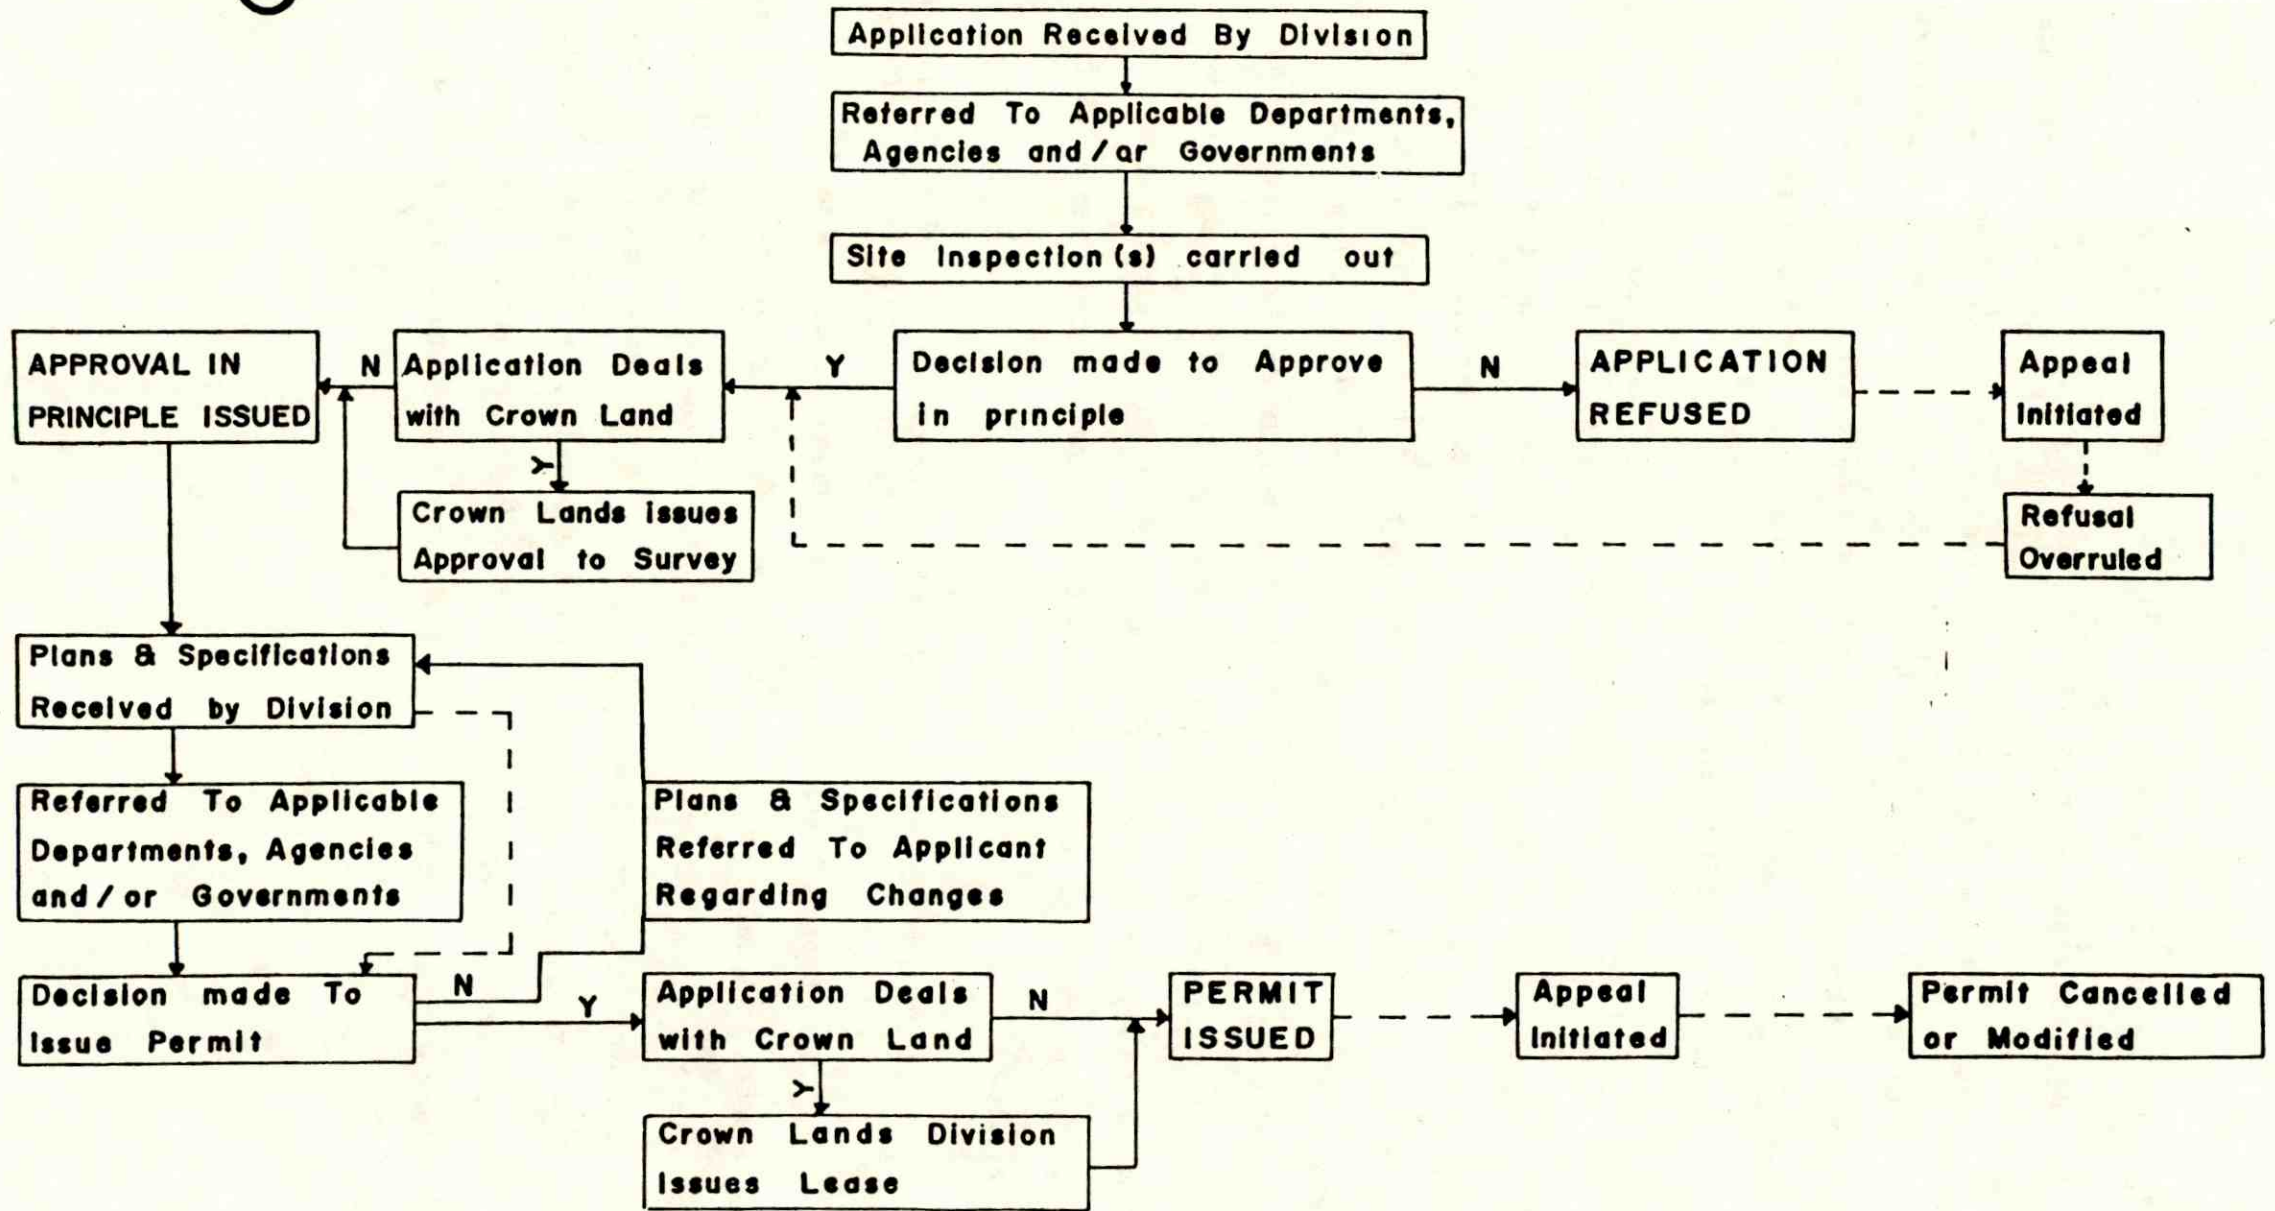 Application Received By Division
Referred To Applicable Departments,
Agencies and/or Governments
Site Inspection(s) carried out
Decision made to Approve
in principle
Y
N
APPLICATION
REFUSED
Appeal
Initiated
Refusal
Overruled
Application Deals
with Crown Land
N
Y
Crown Lands issues
Approval to Survey
APPROVAL IN
PRINCIPLE ISSUED
Plans & Specifications
Received by Division
Referred To Applicable
Departments, Agencies
and/or Governments
Plans & Specifications
Referred To Applicant
Regarding Changes
Decision made To
Issue Permit
N
Y
Application Deals
with Crown Land
N
Y
Crown Lands Division
Issues Lease
PERMIT
ISSUED
Appeal
Initiated
Permit Cancelled
or Modified